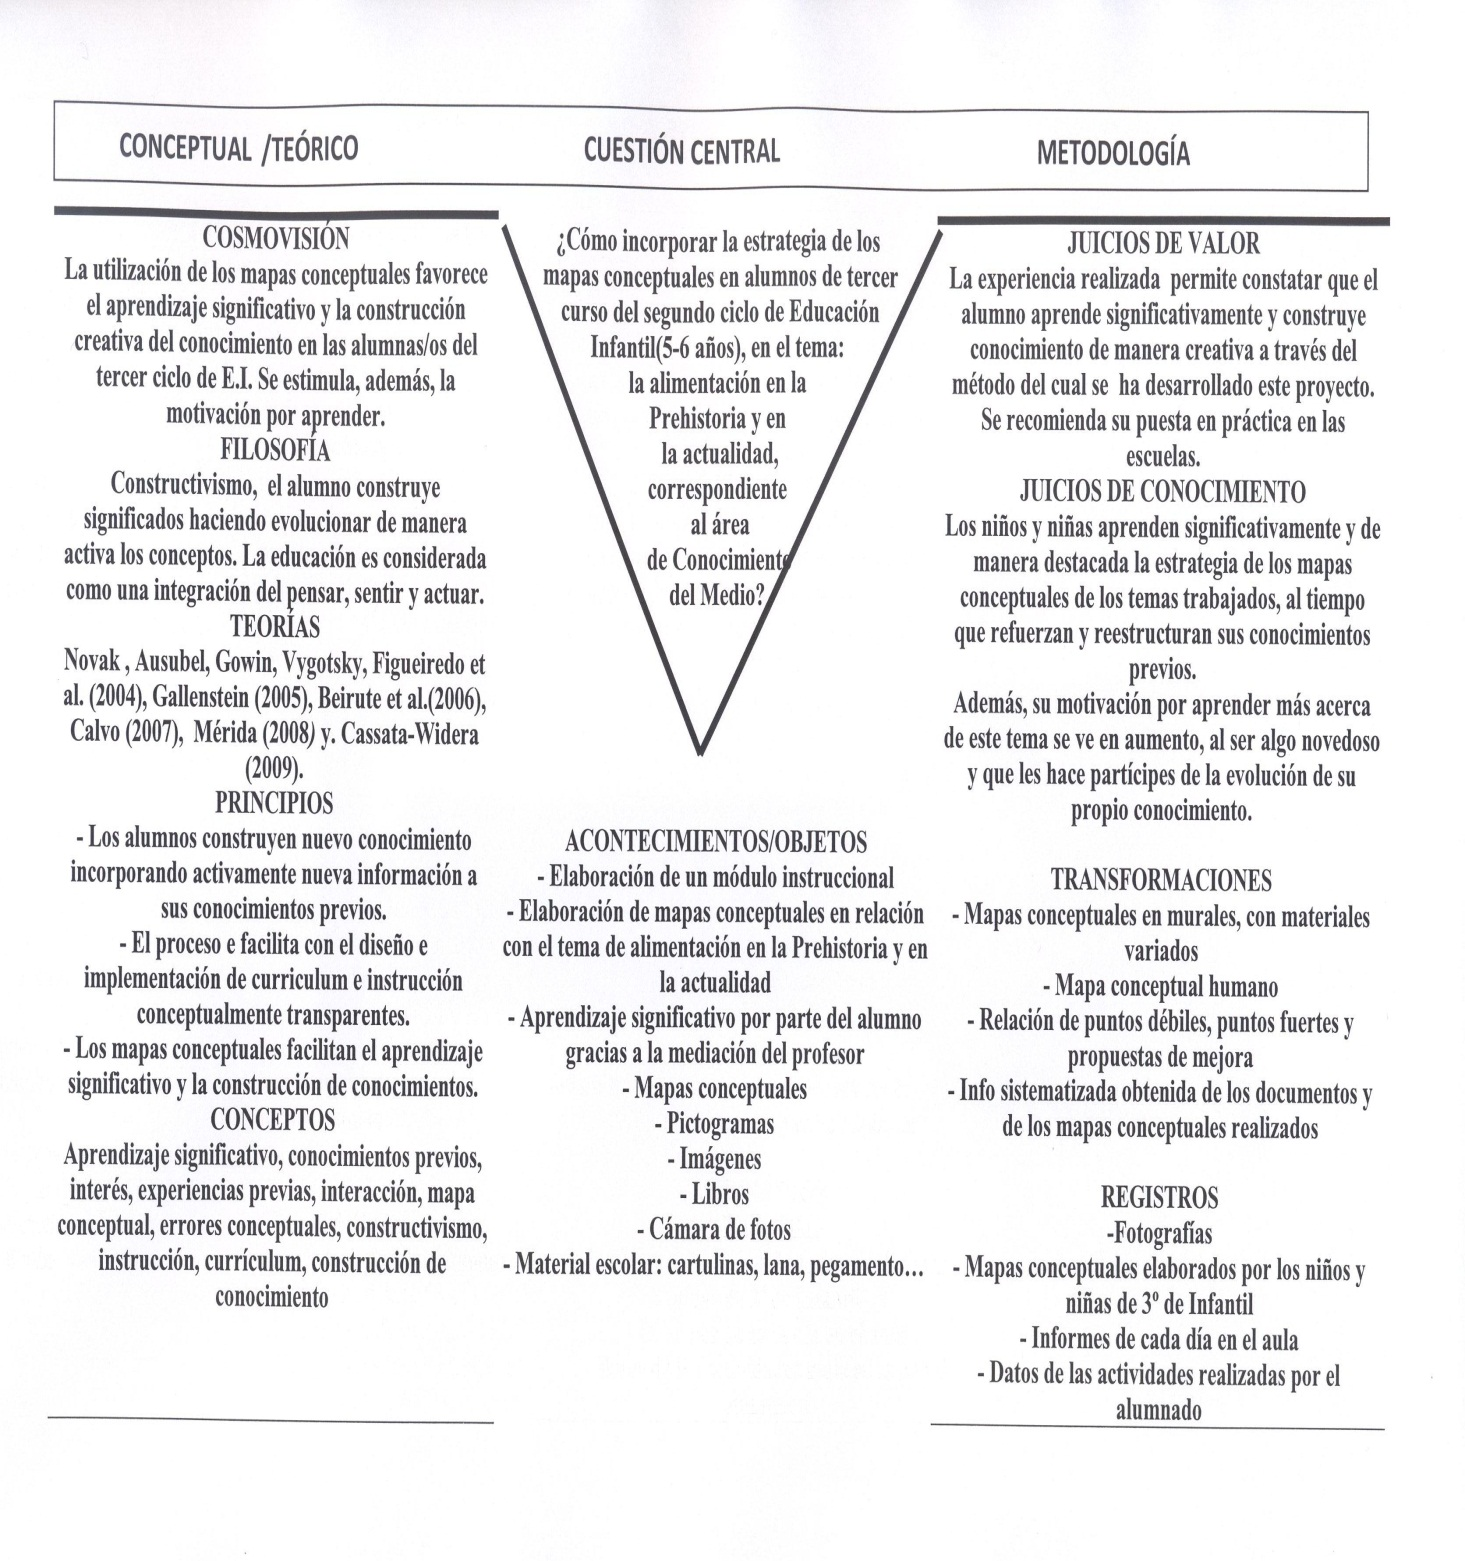 CONCEPTUAL /TEÓRICO
CUESTIÓN CENTRAL
METODOLOGÍA
COSMOVISIÓN
La utilización de los mapas conceptuales favorece
el aprendizaje significativo y la construcción
creativa del conocimiento en las alumnas/os del
tercer ciclo de E.I. Se estimula, además, la
motivación por aprender.
FILOSOFÍA
Constructivismo, el alumno construye
significados haciendo evolucionar de manera
activa los conceptos. La educación es considerada
como una integración del pensar, sentir y actuar.
TEORÍAS
Novak , Ausubel, Gowin, Vygotsky, Figueiredo et
al. (2004), Gallenstein (2005), Beirute et al.(2006),
Calvo (2007), Mérida (2008) y. Cassata-Widera
(2009).
PRINCIPIOS
- Los alumnos construyen nuevo conocimiento
incorporando activamente nueva información a
sus conocimientos previos.
- El proceso e facilita con el diseño e
implementación de curriculum e instrucción
conceptualmente transparentes.
- Los mapas conceptuales facilitan el aprendizaje
significativo y la construcción de conocimientos.
CONCEPTOS
Aprendizaje significativo, conocimientos previos,
interés, experiencias previas, interacción, mapa
conceptual, errores conceptuales, constructivismo,
instrucción, currículum, construcción de
conocimiento
¿Cómo incorporar la estrategia de los
mapas conceptuales en alumnos de tercer
curso del segundo ciclo de Educación
Infantil(5-6 años), en el tema:
la alimentación en la
Prehistoria y en
la actualidad,
correspondiente
al área
de Conocimiento
del Medio?
ACONTECIMIENTOS/OBJETOS
- Elaboración de un módulo instruccional
- Elaboración de mapas conceptuales en relación
con el tema de alimentación en la Prehistoria y en
la actualidad
- Aprendizaje significativo por parte del alumno
gracias a la mediación del profesor
- Mapas conceptuales
- Pictogramas
- Imágenes
- Libros
- Cámara de fotos
- Material escolar: cartulinas, lana, pegamento...
JUICIOS DE VALOR
La experiencia realizada permite constatar que el
alumno aprende significativamente y construye
conocimiento de manera creativa a través del
método del cual se ha desarrollado este proyecto.
Se recomienda su puesta en práctica en las
escuelas.
JUICIOS DE CONOCIMIENTO
Los niños y niñas aprenden significativamente y de
manera destacada la estrategia de los mapas
conceptuales de los temas trabajados, al tiempo
que refuerzan y reestructuran sus conocimientos
previos.
Además, su motivación por aprender más acerca
de este tema se ve en aumento, al ser algo novedoso
y que les hace partícipes de la evolución de su
propio conocimiento.
TRANSFORMACIONES
- Mapas conceptuales en murales, con materiales
variados
- Mapa conceptual humano
- Relación de puntos débiles, puntos fuertes y
propuestas de mejora
- Info sistematizada obtenida de los documentos y
de los mapas conceptuales realizados
REGISTROS
-Fotografías
- Mapas conceptuales elaborados por los niños y
niñas de 3º de Infantil
- Informes de cada día en el aula
- Datos de las actividades realizadas por el
alumnado